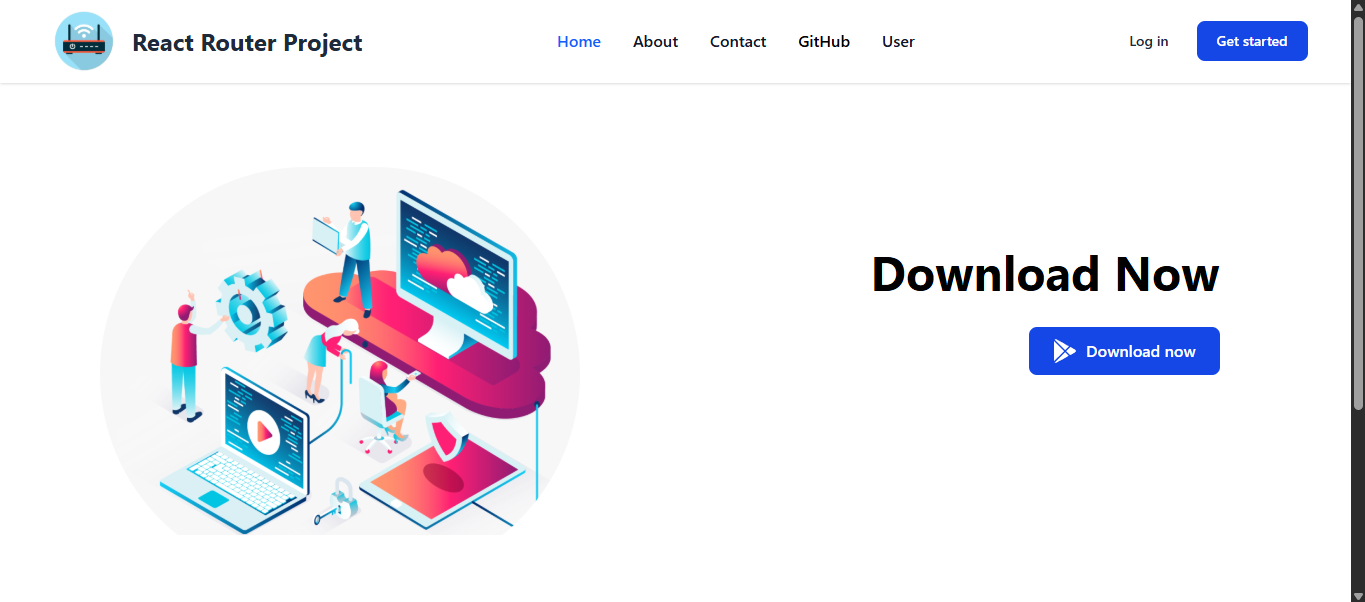 React Router Project
Home About Contact GitHub User
Log in
Get started
Download Now
Download now